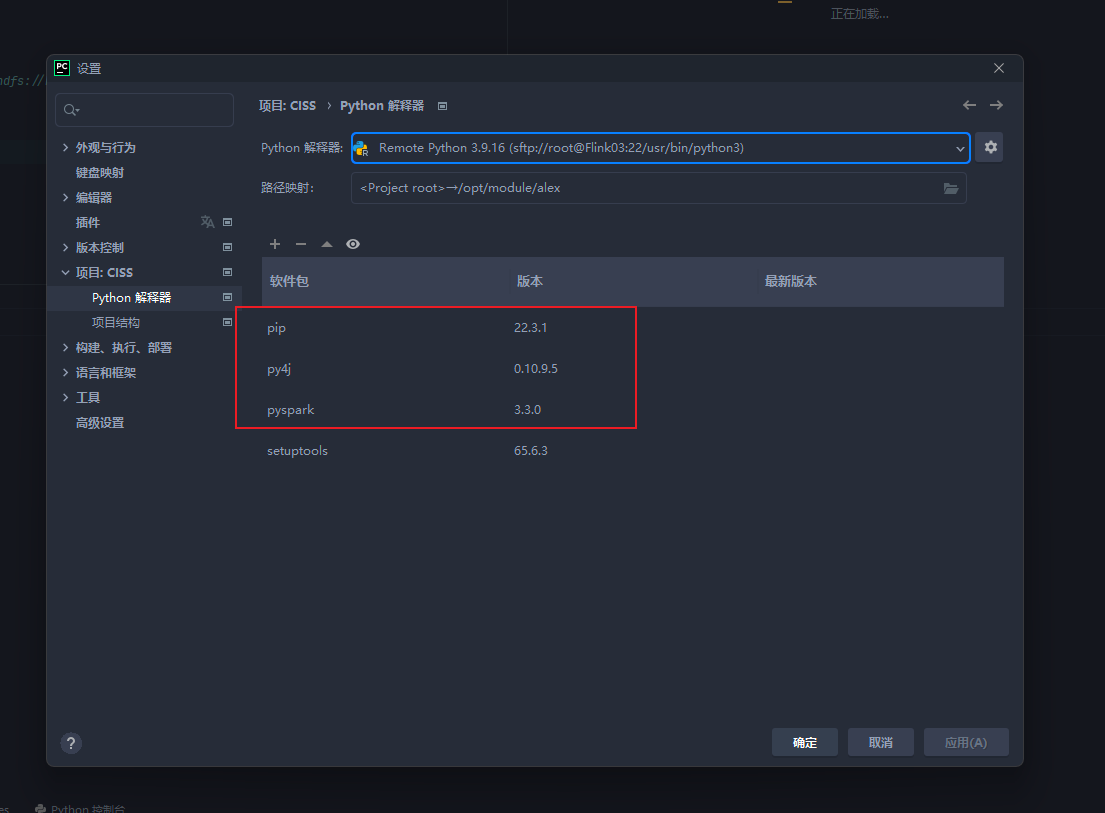 正在加载...
hdfs://
PC 设置
项目: CISS › Python 解释器
外观与行为
键盘映射
编辑器
插件
版本控制
项目: CISS
Python 解释器
项目结构
构建、执行、部署
语言和框架
工具
高级设置
Python 解释器: Remote Python 3.9.16 (sftp://root@Flink03:22/usr/bin/python3)
路径映射: <Project root>→/opt/module/alex
软件包 版本 最新版本
pip 22.3.1
py4j 0.10.9.5
pyspark 3.3.0
setuptools 65.6.3
? 确定 取消 应用(A)
es Python 控制台